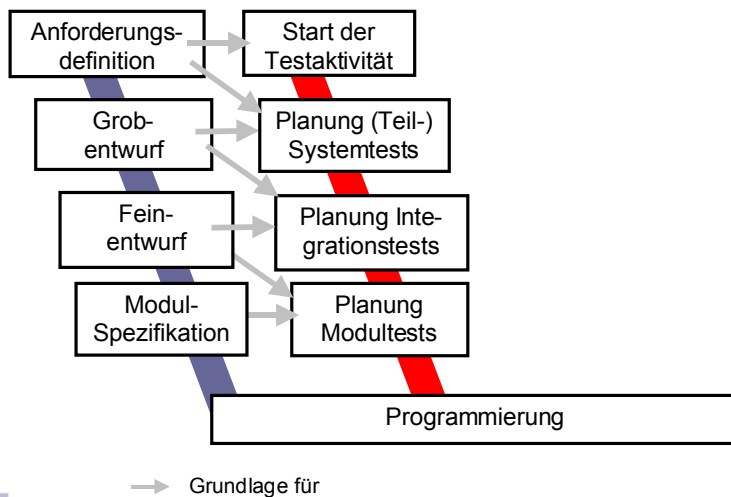 Anforderungs-
definition
Start der
Testaktivität
Grob-
entwurf
Planung (Teil-)
Systemtests
Fein-
entwurf
Planung Inte-
grationstests
Modul-
Spezifikation
Planung
Modultests
Programmierung
Grundlage für